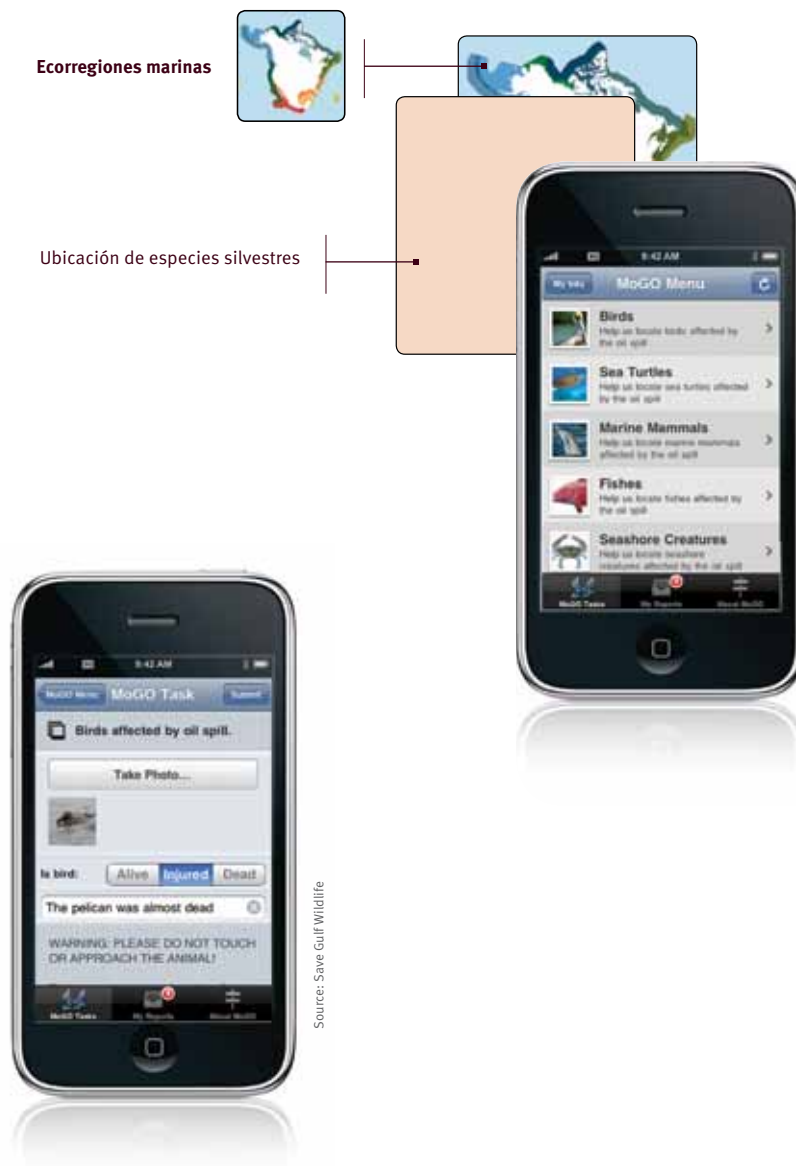 Ecorregiones marinas
Ubicación de especies silvestres
9:42 AM
MoGO Menu
Birds
Help us locate birds affected by
the oil spill
Sea Turtles
Help us locate sea turtles affected
by the oil spill
Marine Mammals
Help us locate marine mammals
affected by the oil spill
Fishes
Help us locate fishes affected by
the oil spill
Seashore Creatures
Help us locate seashore
creatures affected by the oil spill
MoGO Tasks
My Reports
About MoGO
9:42 AM
MoGO Menu
MoGO Task
Submit
Birds affected by oil spill.
Take Photo...
Is bird:
Alive
Injured
Dead
The pelican was almost dead
WARNING: PLEASE DO NOT TOUCH
OR APPROACH THE ANIMAL!
MoGO Tasks
My Reports
About MoGO
Source: Save Gulf Wildlife